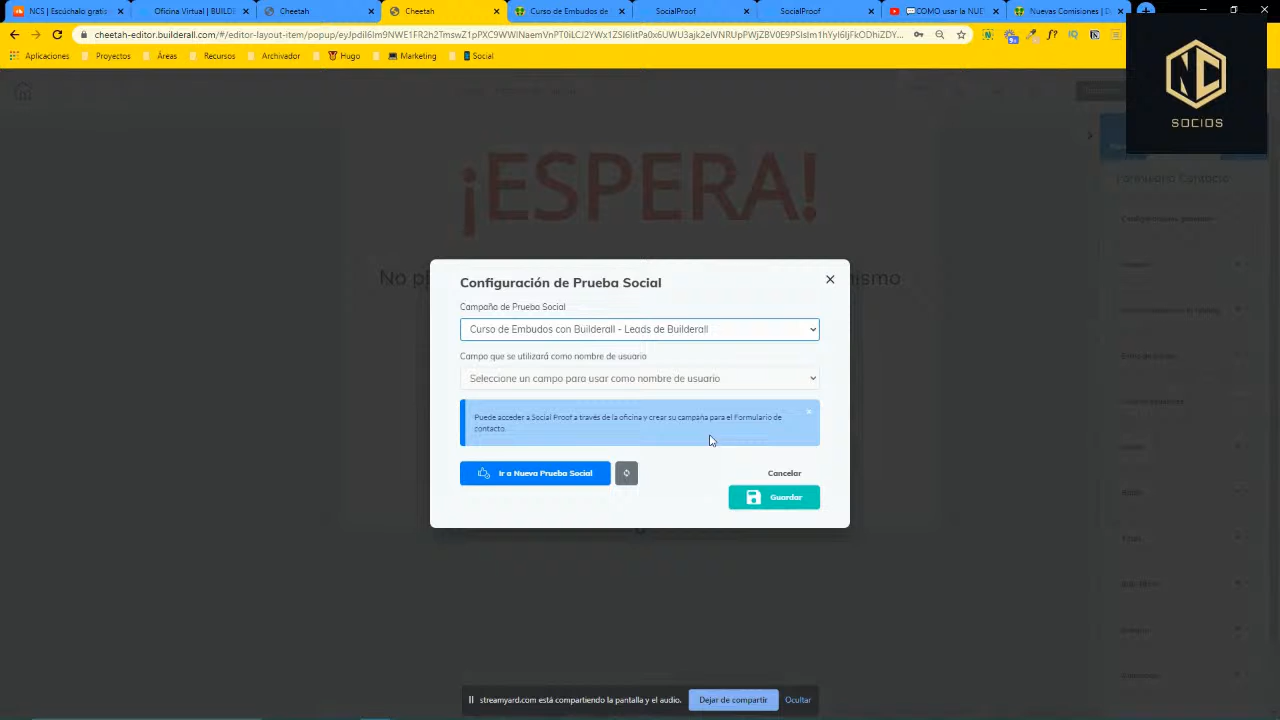 NCS | Escúchalo gratis
Oficina Virtual | BUILDE
Cheetah
Cheetah
Curso de Embudos de
SocialProof
SocialProof
COMO usar la NUE
Nuevas Comisiones | D
cheetah-editor.builderall.com/#/editor-layout-item/popup/
Aplicaciones
Proyectos
Áreas
Recursos
Archivador
Hugo
Marketing
Social
NC
SOCIOS
¡ESPERA!
No
mismo
Formulario Contacto
Configuración de Prueba Social
Campaña de Prueba Social
Curso de Embudos con Builderall - Leads de Builderall
Campo que se utilizará como nombre de usuario
Seleccione un campo para usar como nombre de usuario
Puede acceder a Social Proof a través de la oficina y crear su campaña para el Formulario de
contacto.
Ir a Nueva Prueba Social
Cancelar
Guardar
streamyard.com está compartiendo la pantalla y el audio.
Dejar de compartir
Ocultar